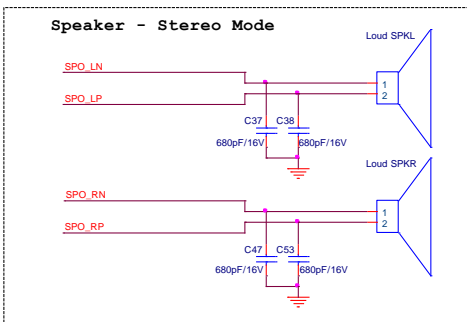 Speaker - Stereo Mode
Loud SPKL
SPO_LN
1
SPO_LP
2
C37 C38
680pF/16V 680pF/16V
Loud SPKR
SPO_RN
1
SPO_RP
2
C47 C53
680pF/16V 680pF/16V